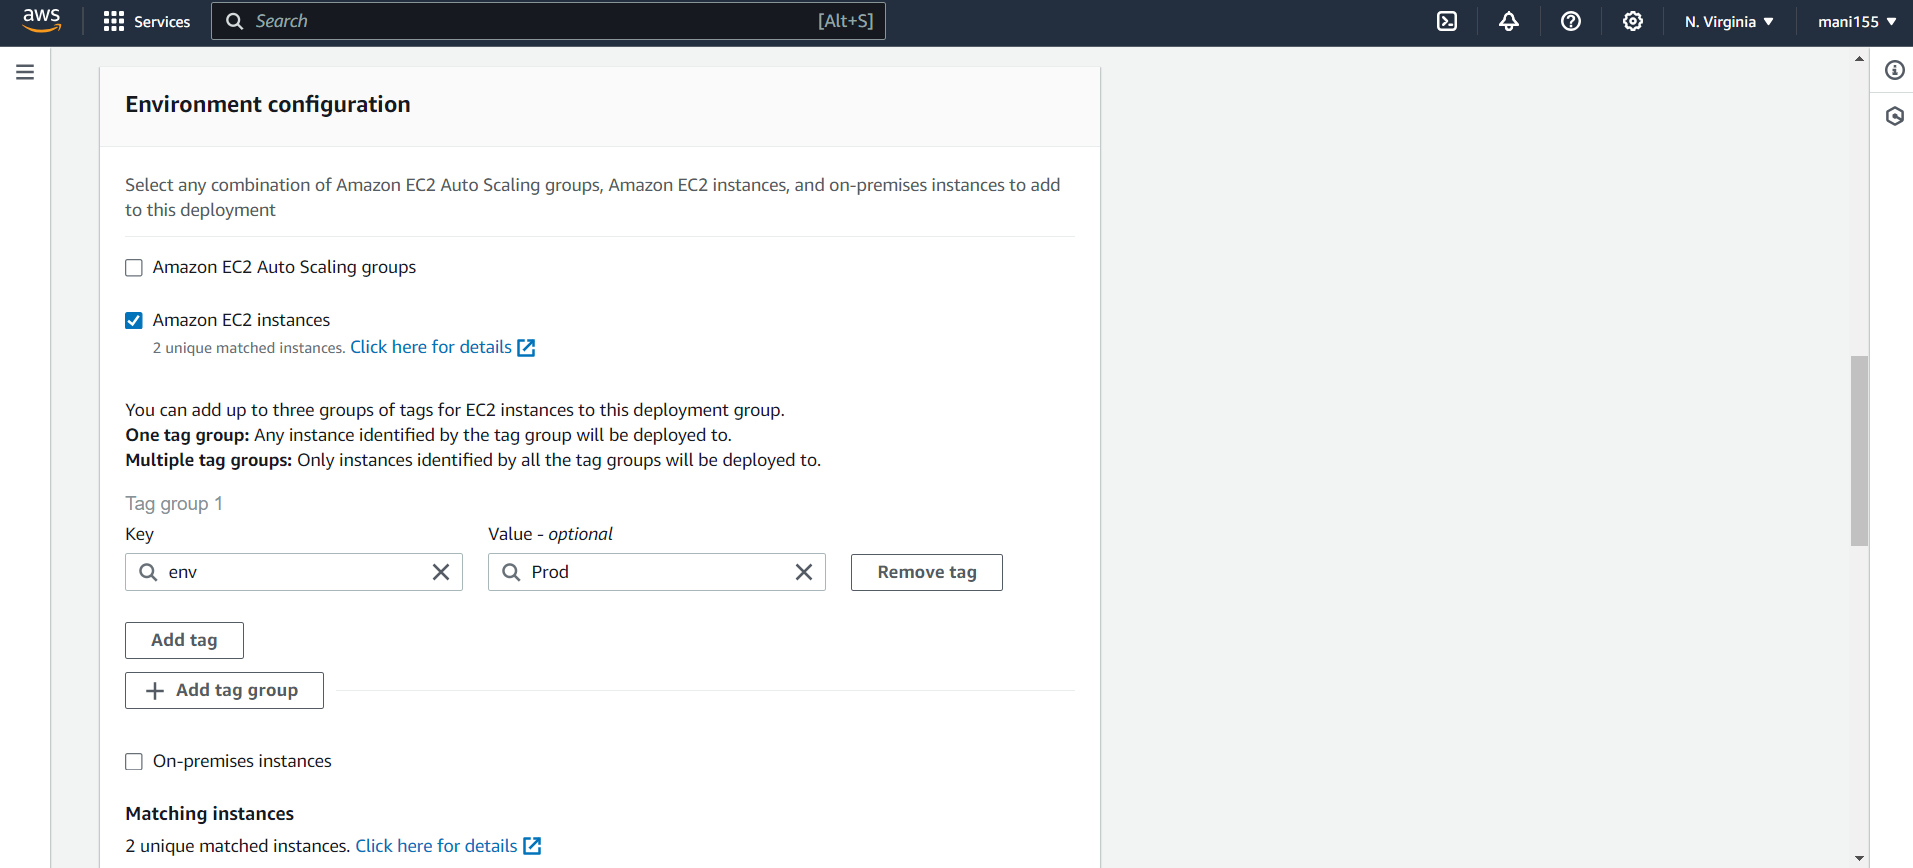 aws
Services
Search
[Alt+S]
N. Virginia
mani155
Environment configuration
Select any combination of Amazon EC2 Auto Scaling groups, Amazon EC2 instances, and on-premises instances to add
to this deployment
Amazon EC2 Auto Scaling groups
Amazon EC2 instances
2 unique matched instances. Click here for details
You can add up to three groups of tags for EC2 instances to this deployment group.
One tag group: Any instance identified by the tag group will be deployed to.
Multiple tag groups: Only instances identified by all the tag groups will be deployed to.
Tag group 1
Key
Value - optional
env
Prod
Remove tag
Add tag
Add tag group
On-premises instances
Matching instances
2 unique matched instances. Click here for details